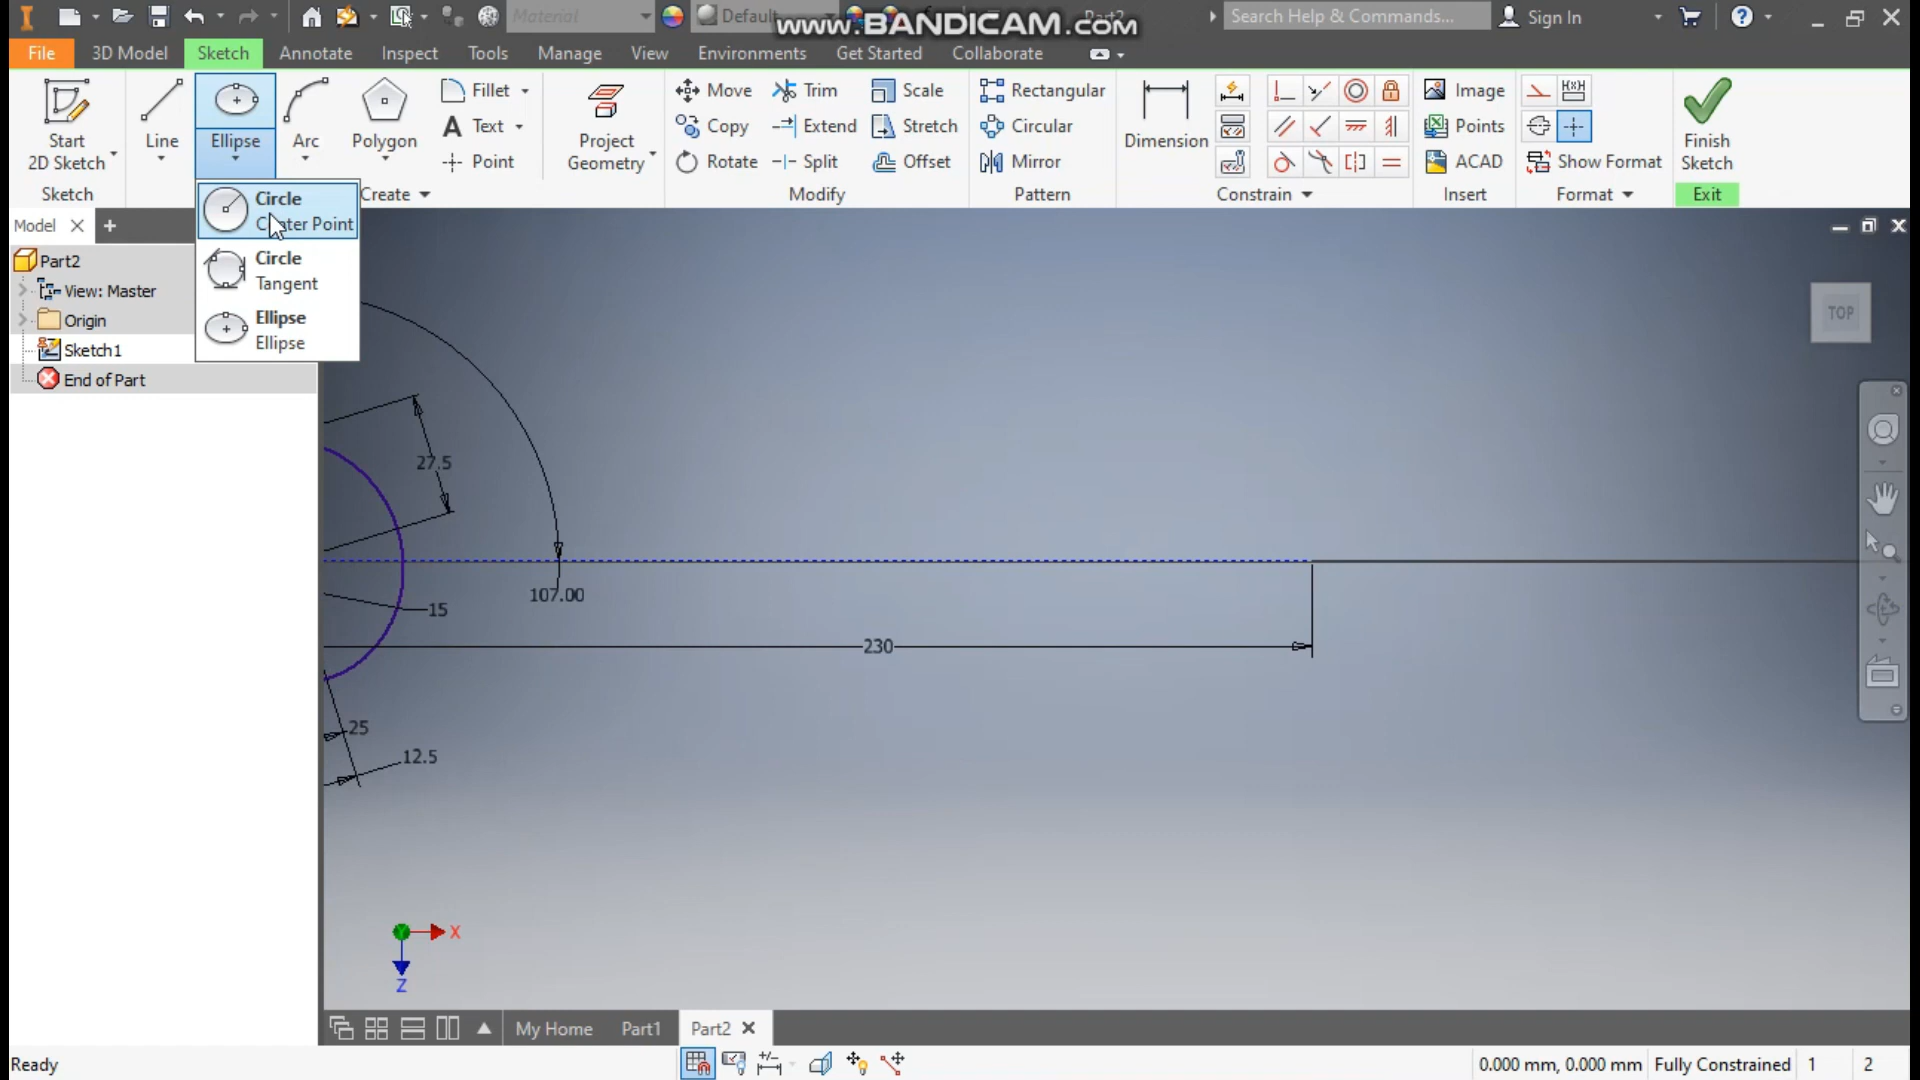 Material
Default
www.BANDICAM.com
Part2
Search Help & Commands...
Sign In
File
3D Model
Sketch
Annotate
Inspect
Tools
Manage
View
Environments
Get Started
Collaborate
Start
2D Sketch
Line
Ellipse
Arc
Polygon
Fillet
Text
Point
Project
Geometry
Move
Copy
Rotate
Trim
Extend
Split
Scale
Stretch
Offset
Rectangular
Circular
Mirror
Dimension
Image
Points
ACAD
Show Format
Finish
Sketch
Sketch
Create
Modify
Pattern
Constrain
Insert
Format
Exit
Circle
Center Point
Circle
Tangent
Ellipse
Ellipse
Model
Part2
View: Master
Origin
Sketch1
End of Part
TOP
27.5
107.00
15
230
25
12.5
X
Z
My Home
Part1
Part2
Ready
0.000 mm, 0.000 mm
Fully Constrained
1
2